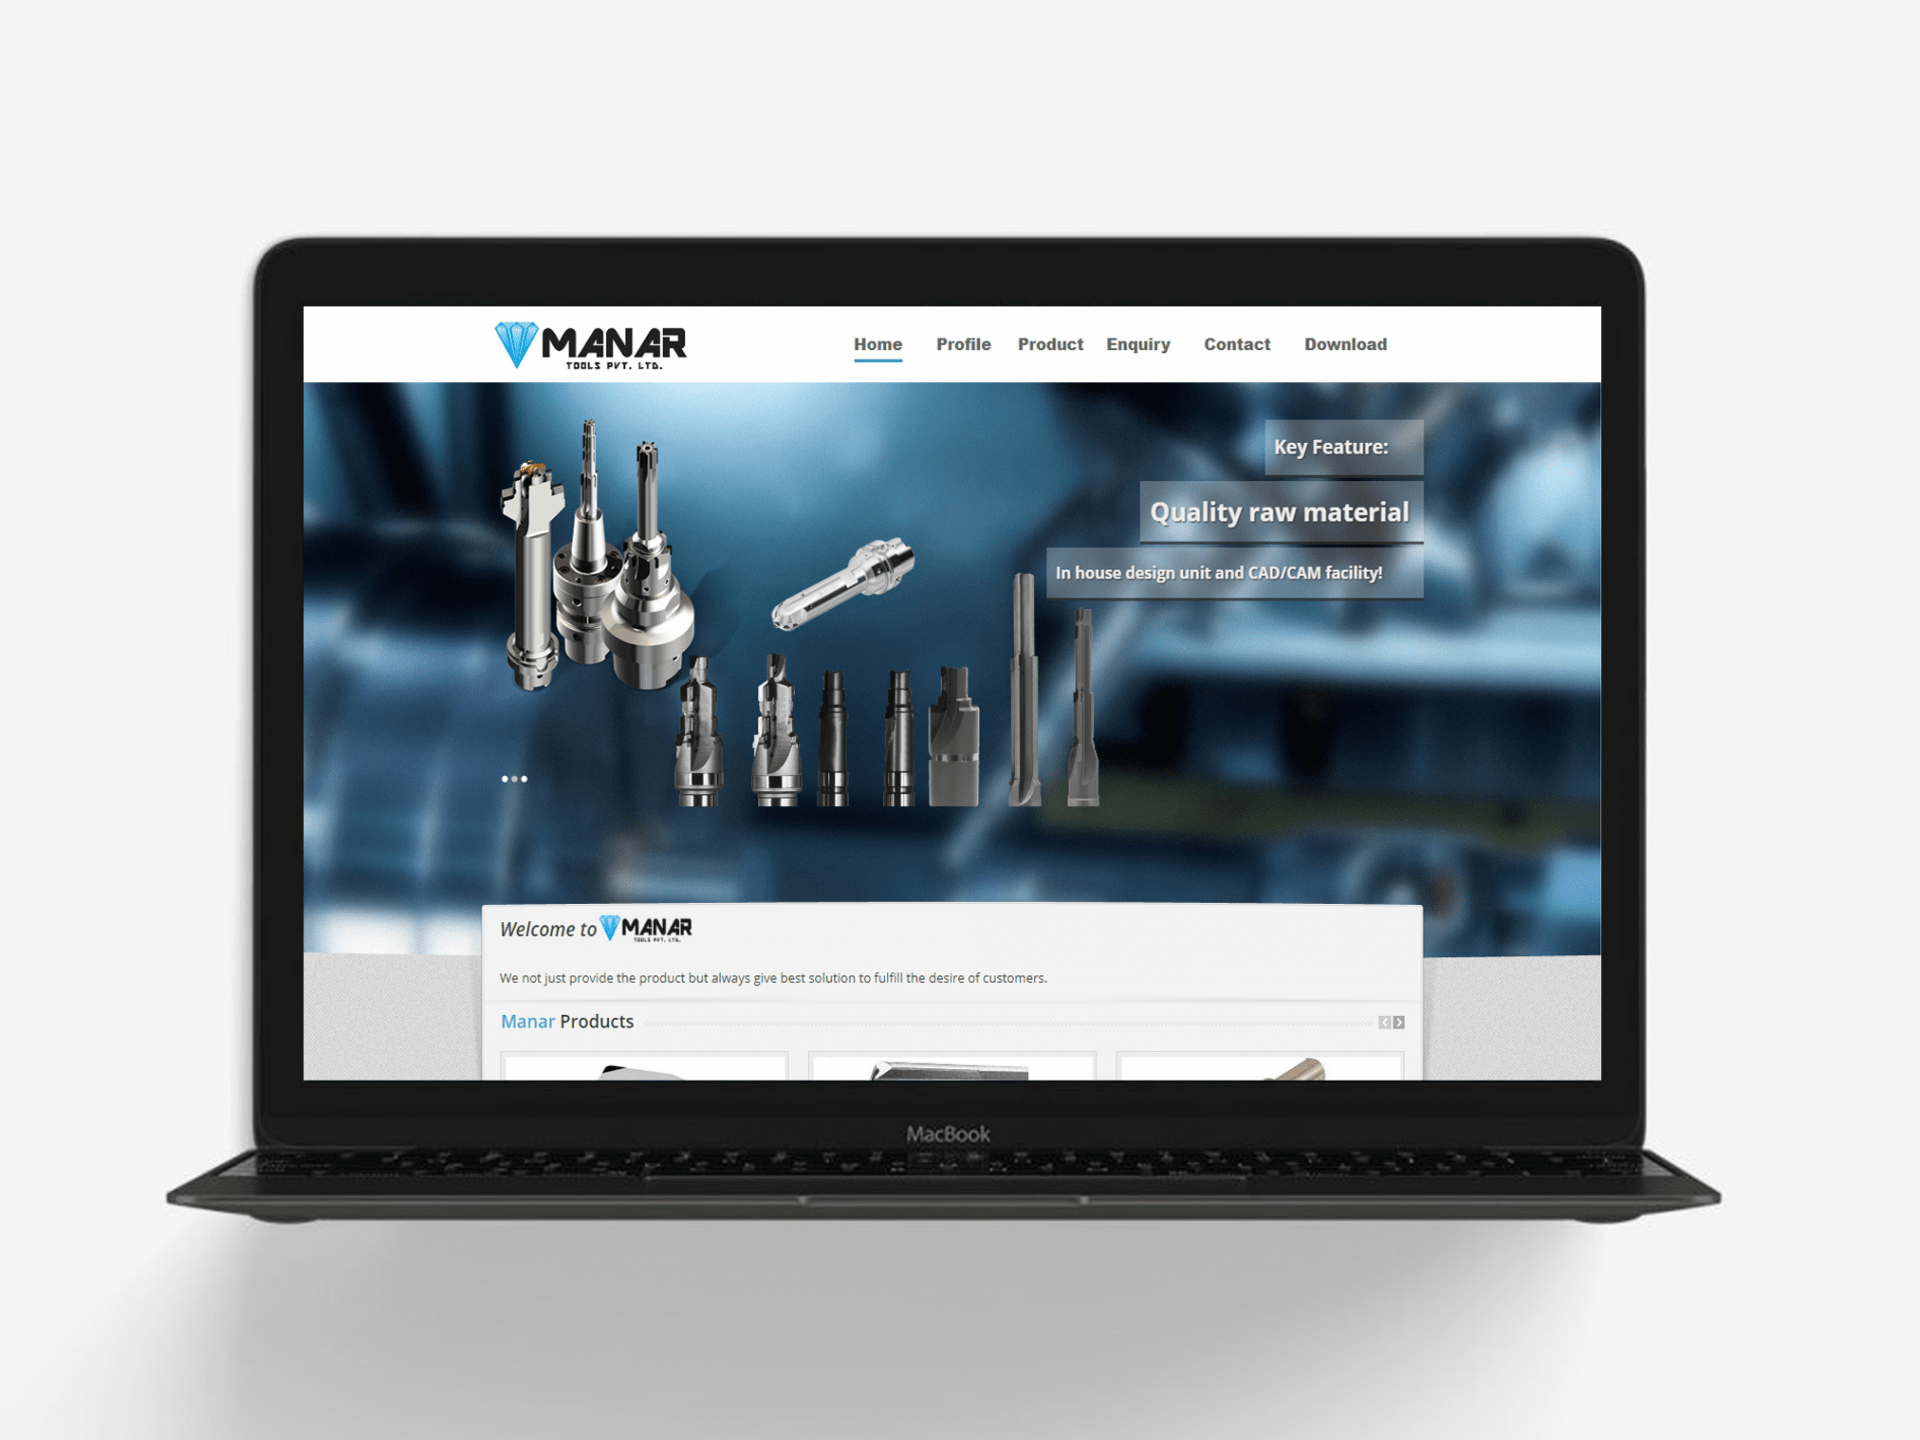 MANAR
TOOLS PVT. LTD.
Home Profile Product Enquiry Contact Download
Key Feature:
Quality raw material
In house design unit and CAD/CAM facility!
Welcome to MANAR
TOOLS PVT. LTD.
We not just provide the product but always give best solution to fulfill the desire of customers.
Manar Products
MacBook